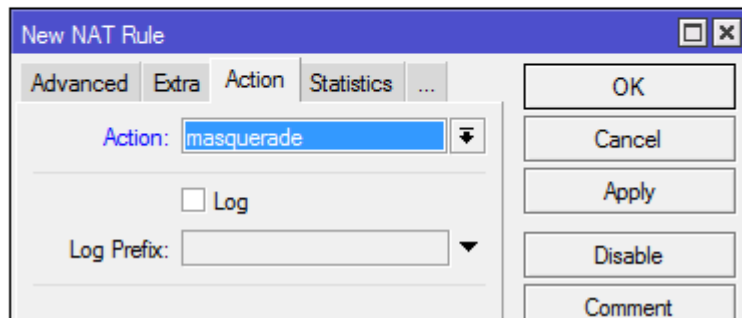 New NAT Rule
Advanced Extra Action Statistics ...
OK
Action: masquerade
Cancel
Log
Apply
Log Prefix:
Disable
Comment